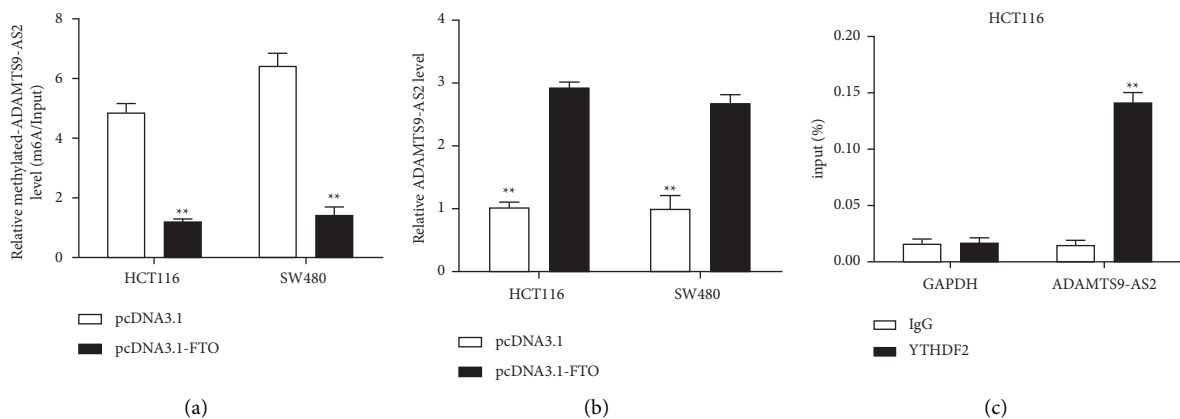 Relative methylated-ADAMTS9-AS2
level (m6A/Input)
8
6
4
2
0
**
**
HCT116
SW480
pcDNA3.1
pcDNA3.1-FTO
(a)
Relative ADAMTS9-AS2 level
4
3
2
1
0
**
**
HCT116
SW480
pcDNA3.1
pcDNA3.1-FTO
(b)
HCT116
input (%)
0.20
0.15
0.10
0.05
0.00
**
GAPDH
ADAMTS9-AS2
IgG
YTHDF2
(c)